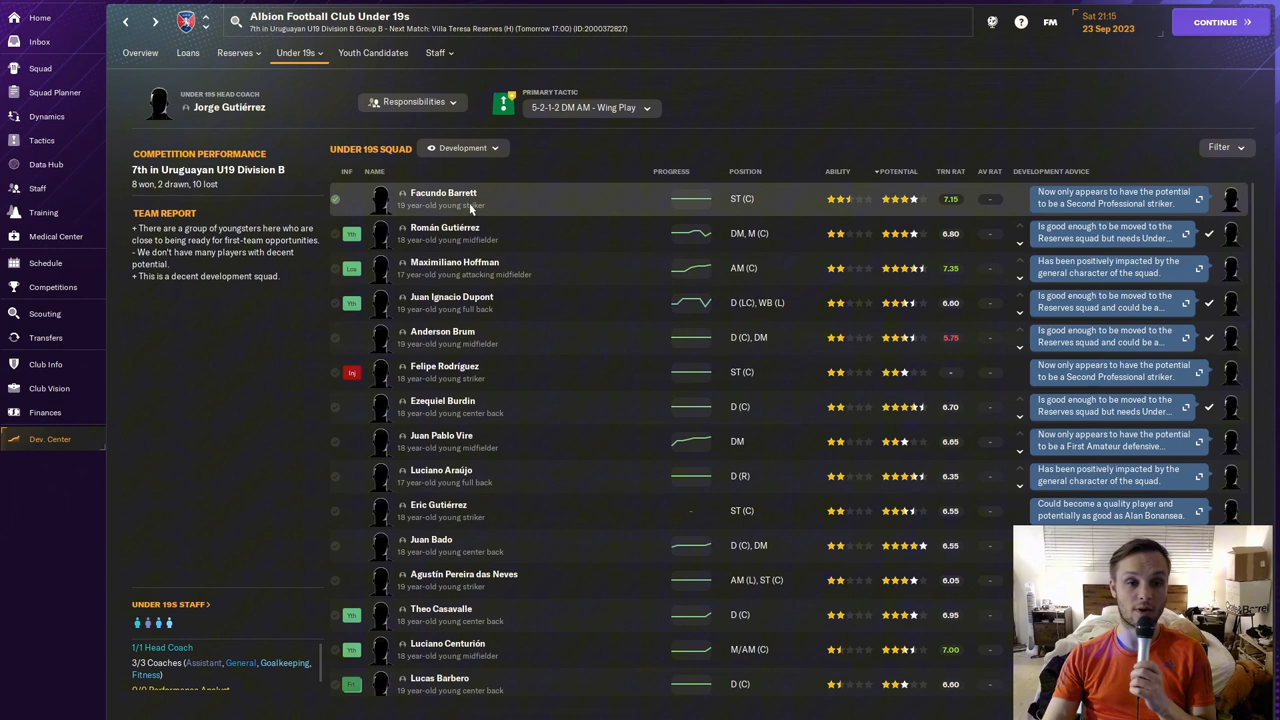 Home
Inbox
Squad
Squad Planner
Dynamics
Tactics
Data Hub
Staff
Training
Medical Center
Schedule
Competitions
Scouting
Transfers
Club Info
Club Vision
Finances
Dev. Center
Albion Football Club Under 19s
7th in Uruguayan U19 Division B Group B - Next Match: Villa Teresa Reserves (H) (Tomorrow 17:00) (ID:2000372827)
FM
Sat 21:15
23 Sep 2023
CONTINUE
Overview Loans Reserves Under 19s Youth Candidates Staff
UNDER 19S HEAD COACH
Jorge Gutiérrez
Responsibilities
PRIMARY TACTIC
5-2-1-2 DM AM - Wing Play
COMPETITION PERFORMANCE
7th in Uruguayan U19 Division B
8 won, 2 drawn, 10 lost
TEAM REPORT
+ There are a group of youngsters here who are
close to being ready for first-team opportunities.
- We don't have many players with decent
potential.
+ This is a decent development squad.
UNDER 19S STAFF >
1/1 Head Coach
3/3 Coaches (Assistant, General, Goalkeeping,
Fitness)
UNDER 19S SQUAD
Development
Filter
INF NAME PROGRESS POSITION ABILITY POTENTIAL TRN RAT AV RAT DEVELOPMENT ADVICE
Facundo Barrett
19 year-old young striker
ST (C)
7.15
-
Now only appears to have the potential
to be a Second Professional striker.
Yth
Román Gutiérrez
18 year-old young midfielder
DM, M (C)
6.80
-
Is good enough to be moved to the
Reserves squad but needs Under...
Loa
Maximiliano Hoffman
17 year-old young attacking midfielder
AM (C)
7.35
-
Has been positively impacted by the
general character of the squad.
Yth
Juan Ignacio Dupont
19 year-old young full back
D (LC), WB (L)
6.60
-
Is good enough to be moved to the
Reserves squad and could be a...
Anderson Brum
19 year-old young midfielder
D (C), DM
5.75
-
Is good enough to be moved to the
Reserves squad and could be a...
Inj
Felipe Rodríguez
18 year-old young striker
ST (C)
-
-
Now only appears to have the potential
to be a Second Professional striker.
Ezequiel Burdin
18 year-old young center back
D (C)
6.70
-
Is good enough to be moved to the
Reserves squad but needs Under...
Juan Pablo Vire
18 year-old young midfielder
DM
6.65
-
Now only appears to have the potential
to be a First Amateur defensive...
Luciano Araújo
17 year-old young full back
D (R)
6.35
-
Has been positively impacted by the
general character of the squad.
Eric Gutiérrez
18 year-old young striker
-
ST (C)
6.55
-
Could become a quality player and
potentially as good as Alan Bonansea.
Juan Bado
18 year-old young center back
D (C), DM
6.55
-
Agustín Pereira das Neves
19 year-old young striker
AM (L), ST (C)
6.05
-
Yth
Theo Casavalle
18 year-old young center back
D (C)
6.95
-
Yth
Luciano Centurión
18 year-old young midfielder
M/AM (C)
7.00
-
Fit
Lucas Barbero
19 year-old young center back
D (C)
6.60
-